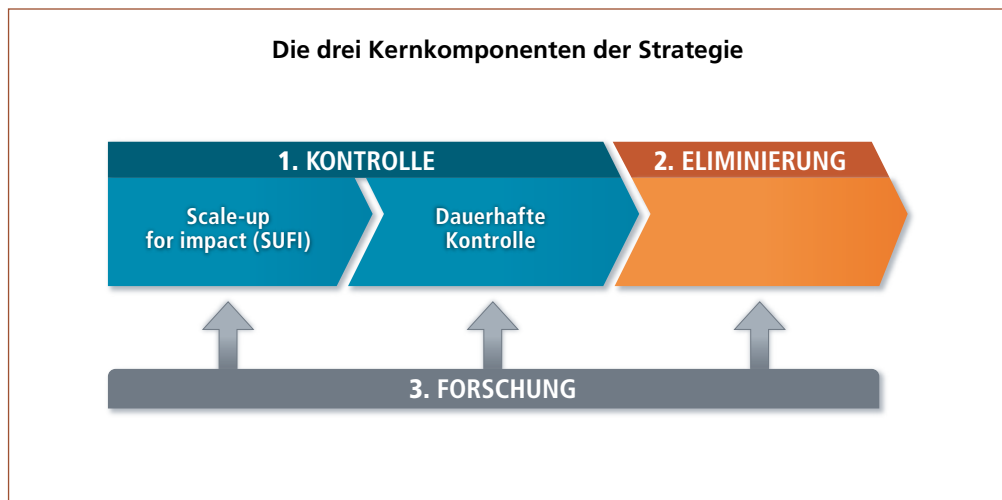 Die drei Kernkomponenten der Strategie
1. KONTROLLE
2. ELIMINIERUNG
Scale-up
for impact (SUFI)
Dauerhafte
Kontrolle
3. FORSCHUNG